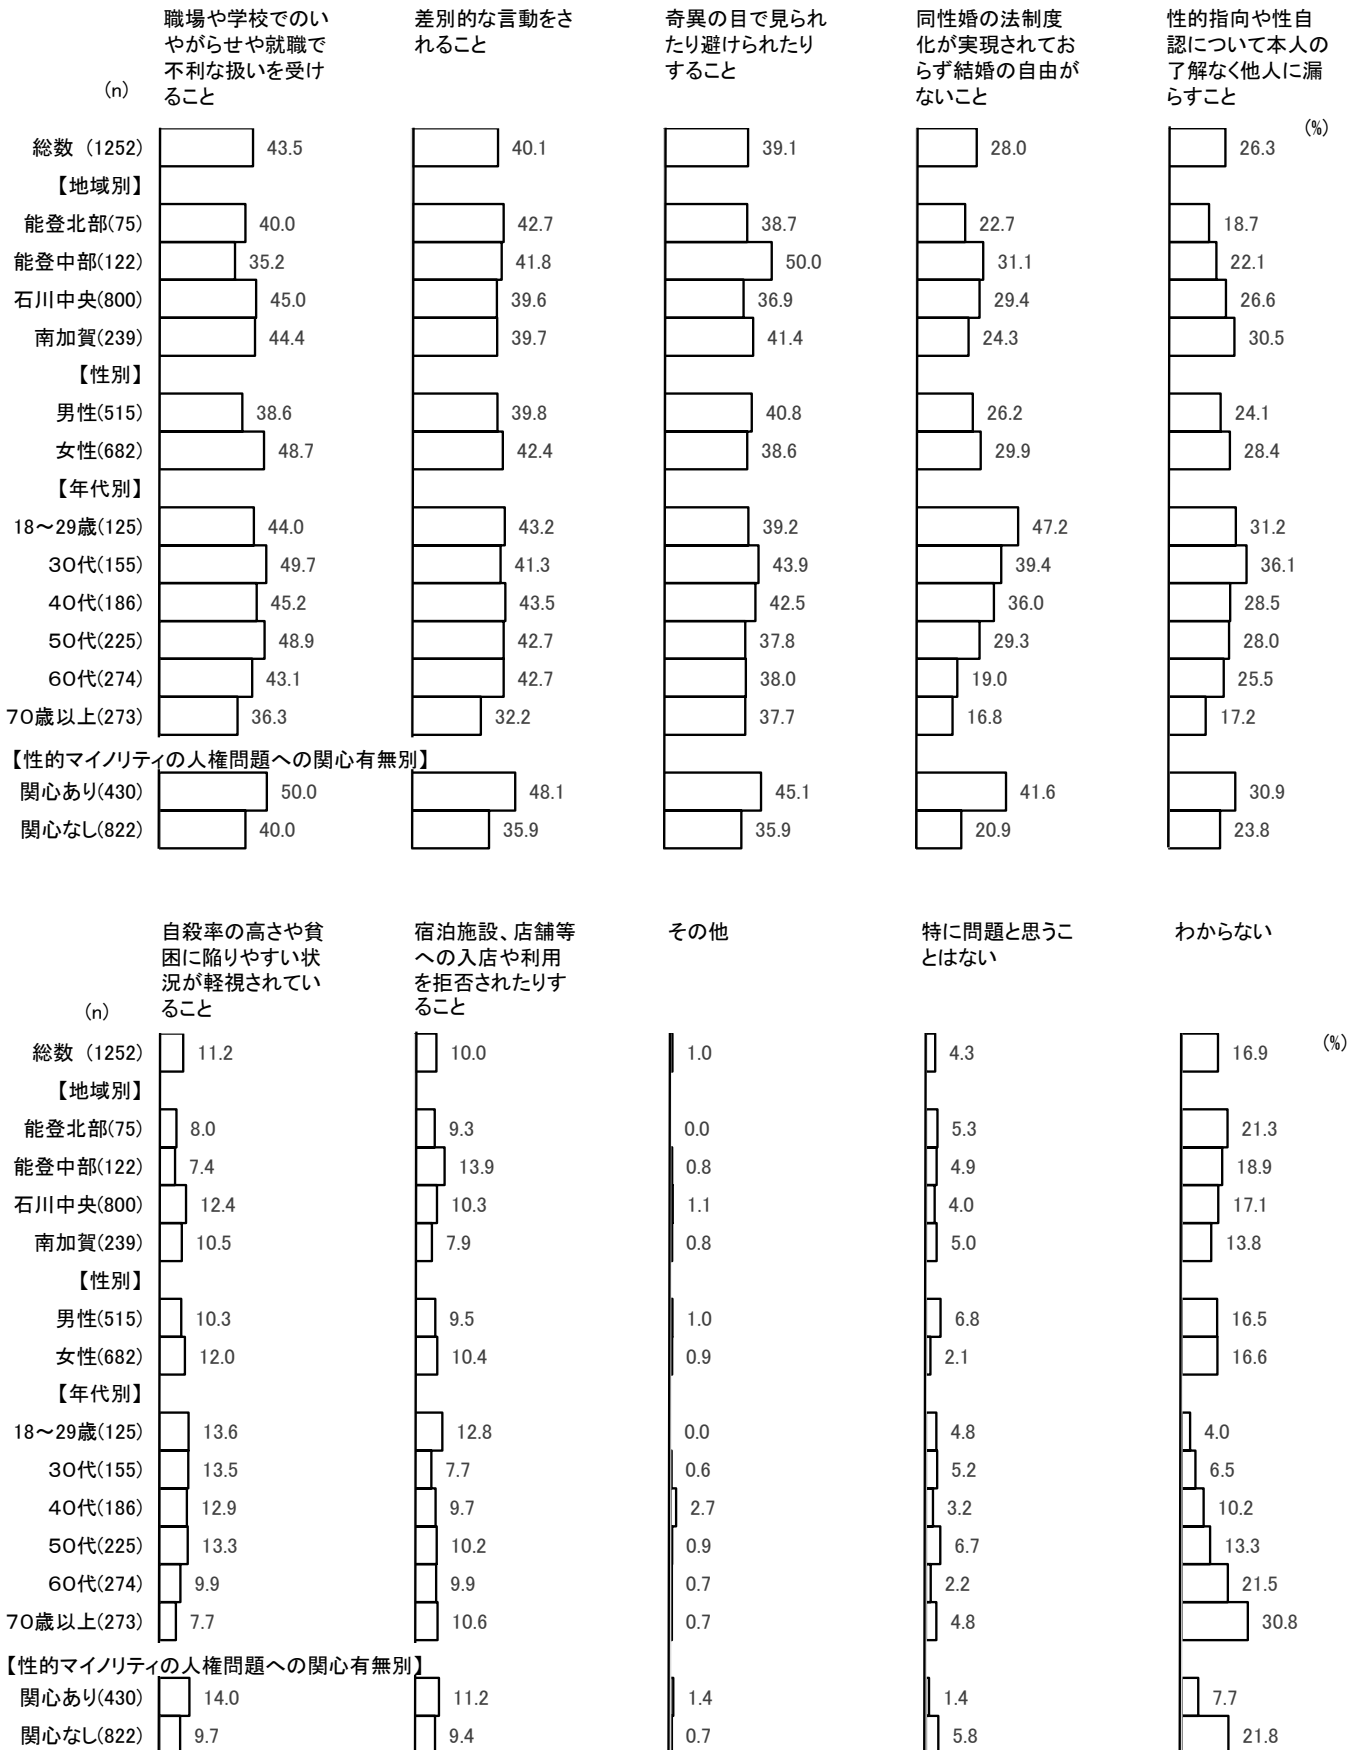 職場や学校でのい
やがらせや就職で
不利な扱いを受け
ること
差別的な言動をさ
れること
奇異の目で見られ
たり避けられたり
すること
同性婚の法制度
化が実現されてお
らず結婚の自由が
ないこと
性的指向や性自
認について本人の
了解なく他人に漏
らすこと
(n)
(%)
総数 (1252) 43.5 40.1 39.1 28.0 26.3
【地域別】
能登北部(75) 40.0 42.7 38.7 22.7 18.7
能登中部(122) 35.2 41.8 50.0 31.1 22.1
石川中央(800) 45.0 39.6 36.9 29.4 26.6
南加賀(239) 44.4 39.7 41.4 24.3 30.5
【性別】
男性(515) 38.6 39.8 40.8 26.2 24.1
女性(682) 48.7 42.4 38.6 29.9 28.4
【年代別】
18～29歳(125) 44.0 43.2 39.2 47.2 31.2
30代(155) 49.7 41.3 43.9 39.4 36.1
40代(186) 45.2 43.5 42.5 36.0 28.5
50代(225) 48.9 42.7 37.8 29.3 28.0
60代(274) 43.1 42.7 38.0 19.0 25.5
70歳以上(273) 36.3 32.2 37.7 16.8 17.2
【性的マイノリティの人権問題への関心有無別】
関心あり(430) 50.0 48.1 45.1 41.6 30.9
関心なし(822) 40.0 35.9 35.9 20.9 23.8
自殺率の高さや貧
困に陥りやすい状
況が軽視されてい
ること
宿泊施設、店舗等
への入店や利用
を拒否されたりす
ること
その他
特に問題と思うこ
とはない
わからない
(n)
(%)
総数 (1252) 11.2 10.0 1.0 4.3 16.9
【地域別】
能登北部(75) 8.0 9.3 0.0 5.3 21.3
能登中部(122) 7.4 13.9 0.8 4.9 18.9
石川中央(800) 12.4 10.3 1.1 4.0 17.1
南加賀(239) 10.5 7.9 0.8 5.0 13.8
【性別】
男性(515) 10.3 9.5 1.0 6.8 16.5
女性(682) 12.0 10.4 0.9 2.1 16.6
【年代別】
18～29歳(125) 13.6 12.8 0.0 4.8 4.0
30代(155) 13.5 7.7 0.6 5.2 6.5
40代(186) 12.9 9.7 2.7 3.2 10.2
50代(225) 13.3 10.2 0.9 6.7 13.3
60代(274) 9.9 9.9 0.7 2.2 21.5
70歳以上(273) 7.7 10.6 0.7 4.8 30.8
【性的マイノリティの人権問題への関心有無別】
関心あり(430) 14.0 11.2 1.4 1.4 7.7
関心なし(822) 9.7 9.4 0.7 5.8 21.8